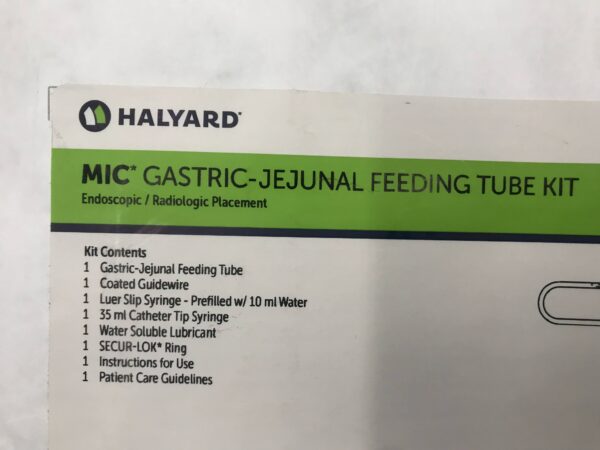 HALYARD*
MIC* GASTRIC-JEJUNAL FEEDING TUBE KIT
Endoscopic / Radiologic Placement
Kit Contents
1 Gastric-Jejunal Feeding Tube
1 Coated Guidewire
1 Luer Slip Syringe - Prefilled w/ 10 ml Water
1 35 ml Catheter Tip Syringe
1 Water Soluble Lubricant
1 SECUR-LOK* Ring
1 Instructions for Use
1 Patient Care Guidelines